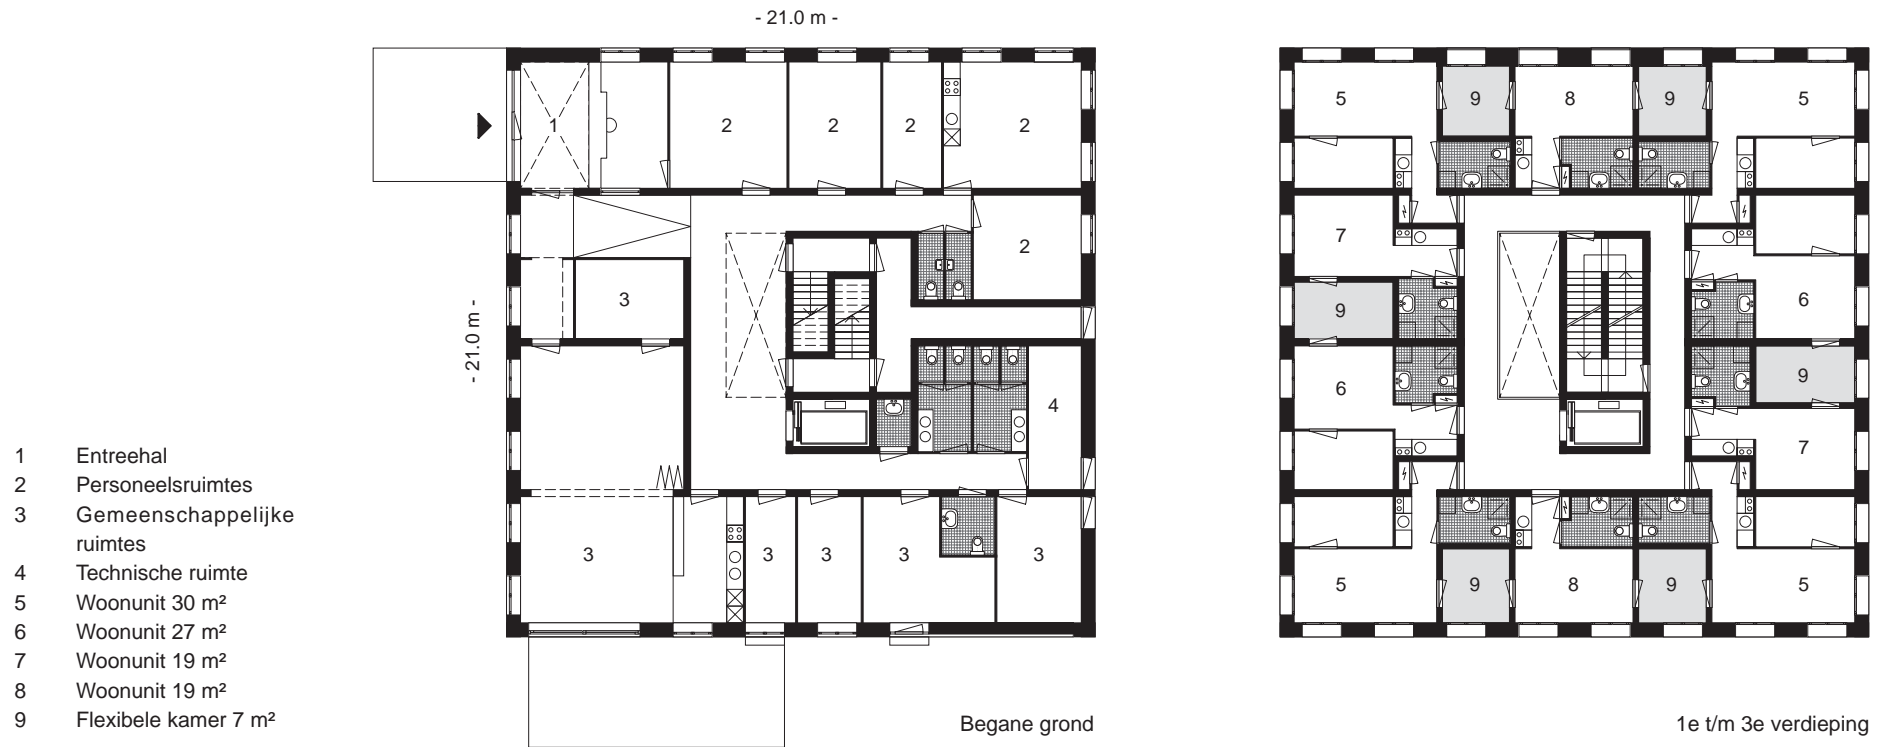 - 21.0 m -
- 21.0 m -
1 2 2 2 2
2
3
4
3 3 3 3 3
5 9 8 9 5
7
6
9
6
9
7
5 9 8 9 5
1 Entreehal
2 Personeelsruimtes
3 Gemeenschappelijke
ruimtes
4 Technische ruimte
5 Woonunit 30 m²
6 Woonunit 27 m²
7 Woonunit 19 m²
8 Woonunit 19 m²
9 Flexibele kamer 7 m²
Begane grond
1e t/m 3e verdieping